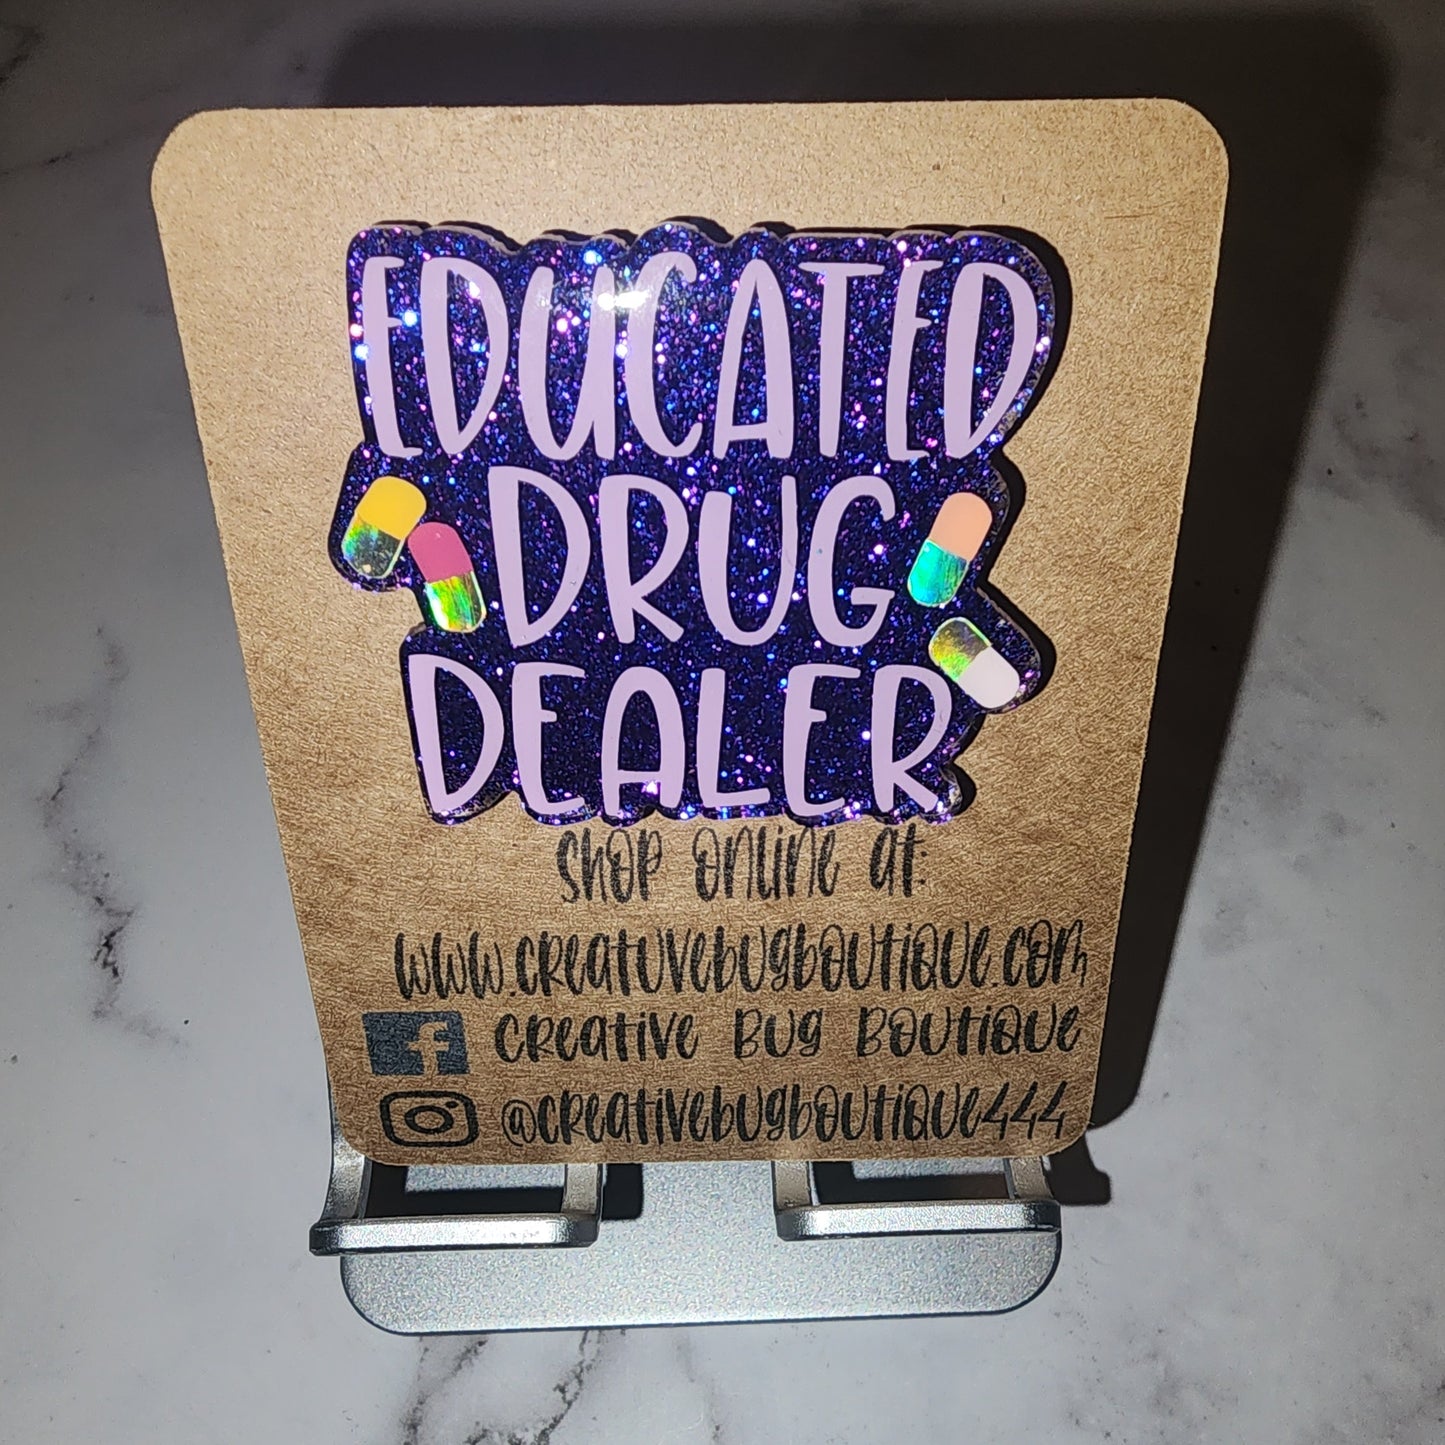 EDUCATED
DRUG
DEALER
SHOP ONLINE AT:
WWW.CREATIVEBUGBOUTIQUE.COM
f CREATIVE BUG BOUTIQUE
@CREATIVEBUGBOUTIQUE444